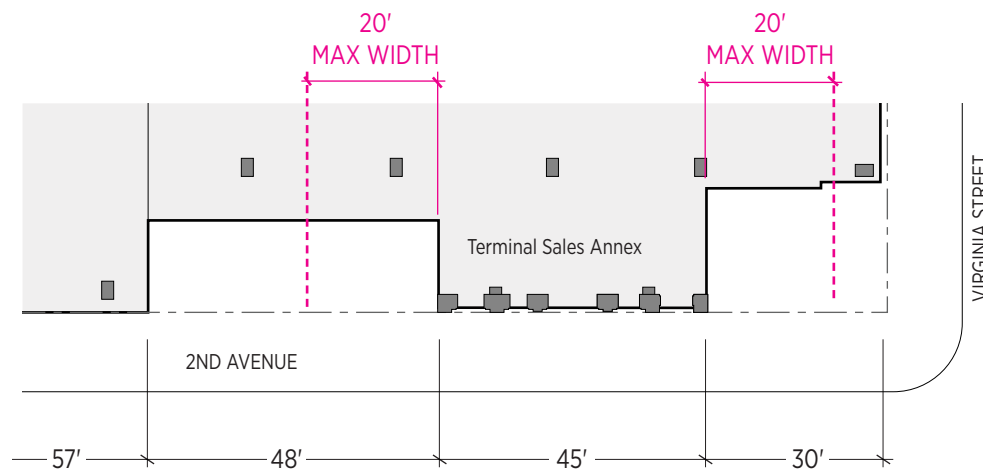 20'
MAX WIDTH
20'
MAX WIDTH
Terminal Sales Annex
VIRGINIA STREET
2ND AVENUE
57'
48'
45'
30'